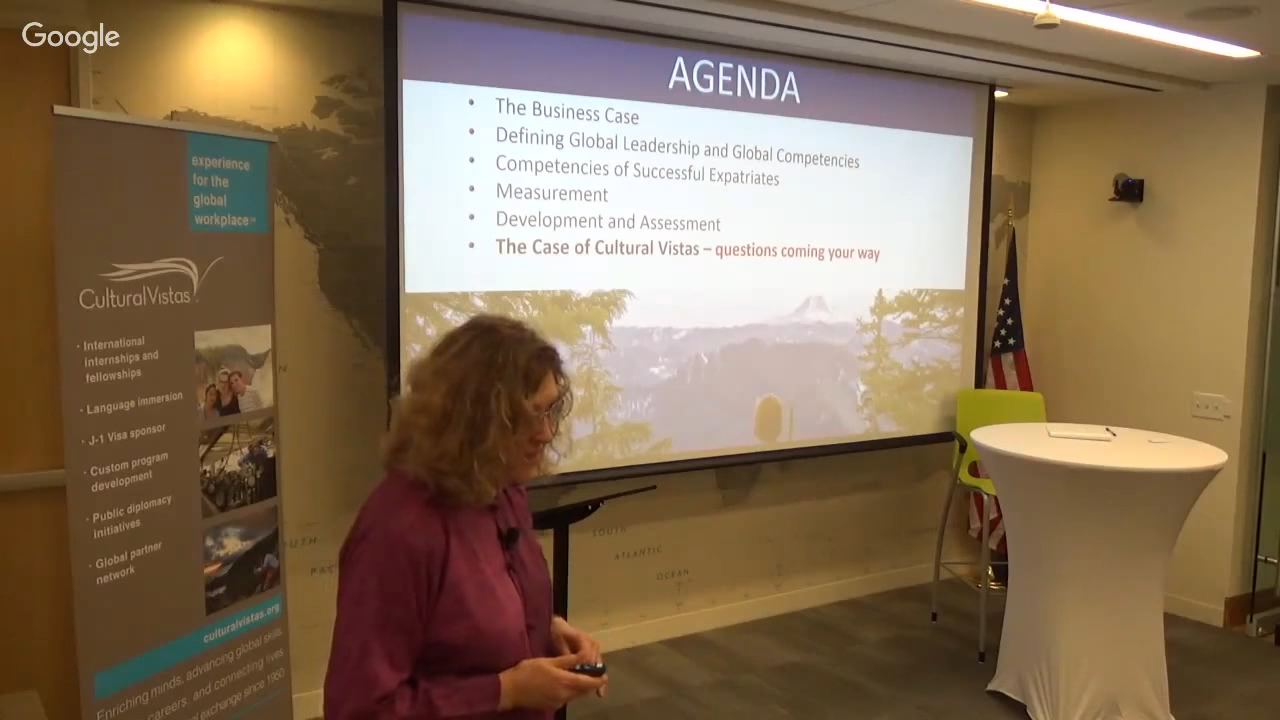 Google
AGENDA
• The Business Case
• Defining Global Leadership and Global Competencies
• Competencies of Successful Expatriates
• Measurement
• Development and Assessment
• The Case of Cultural Vistas – questions coming your way
experience
for the
global
workplace
CulturalVistas
• International
internships and
fellowships
• Language immersion
• J-1 Visa sponsor
• Custom program
development
• Public diplomacy
initiatives
• Global partner
network
culturalvistas.org
Enriching minds, advancing global skills,
careers, and connecting lives
exchange since 1950
SOUTH
ATLANTIC
OCEAN